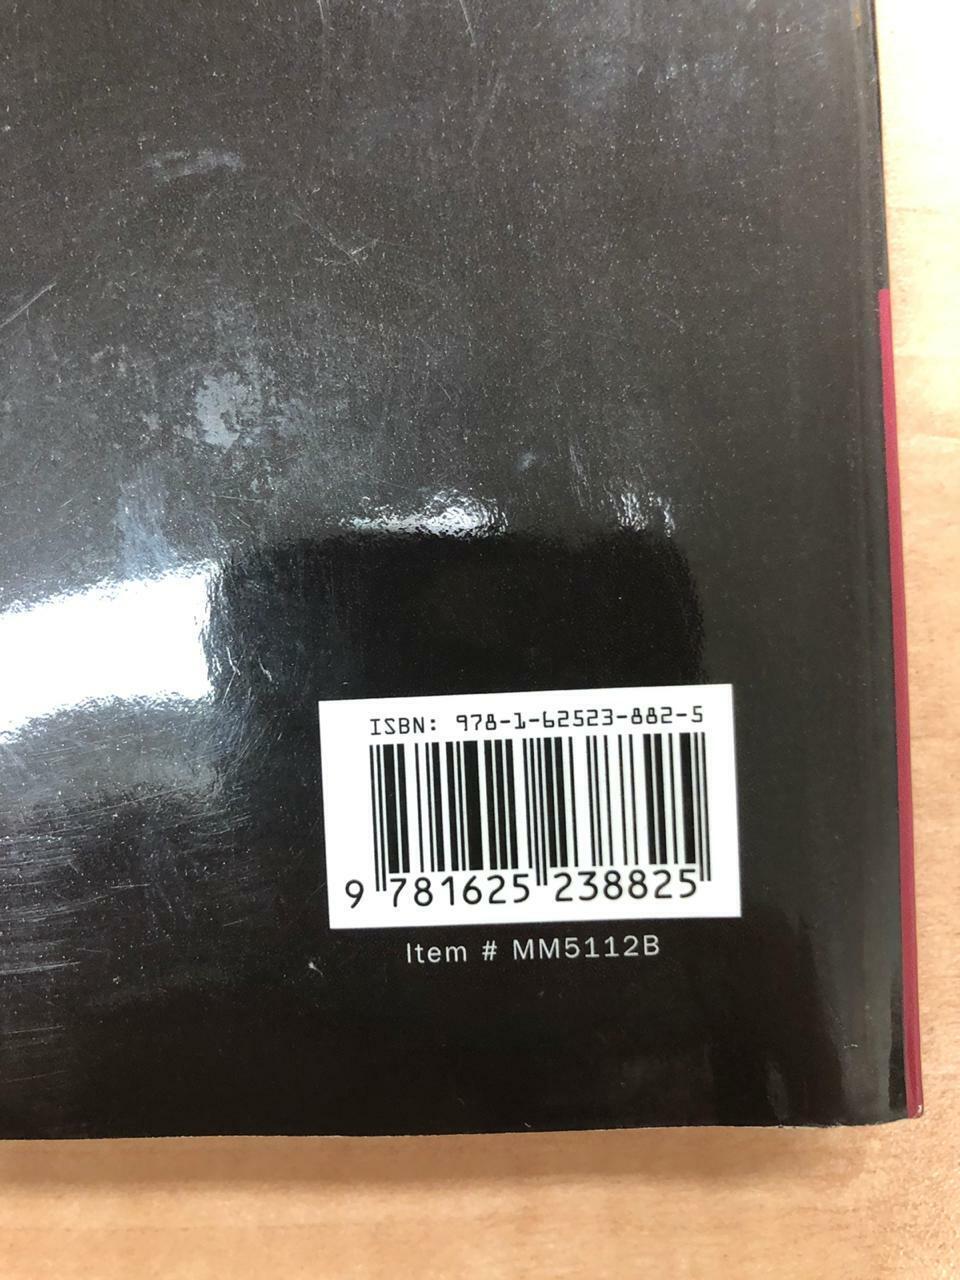 ISBN: 978-1-62523-882-5
9 781625 238825
Item # MM5112B